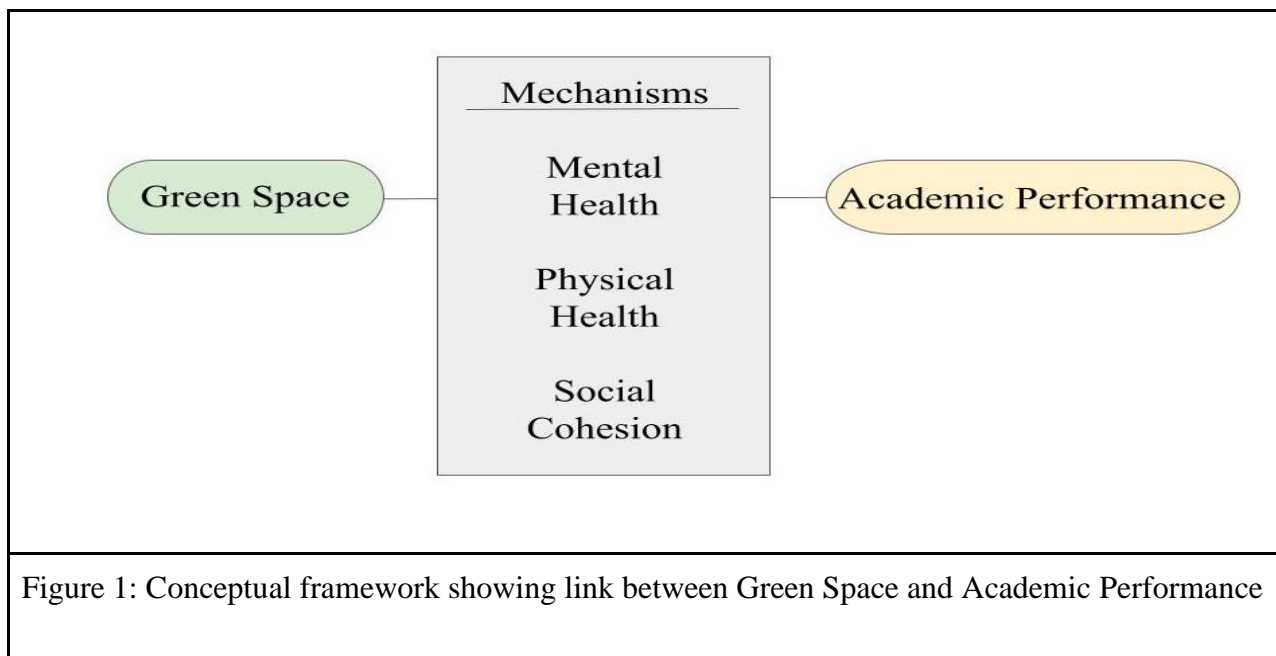 Mechanisms
Mental
Health
Green Space
Academic Performance
Physical
Health
Social
Cohesion
Figure 1: Conceptual framework showing link between Green Space and Academic Performance